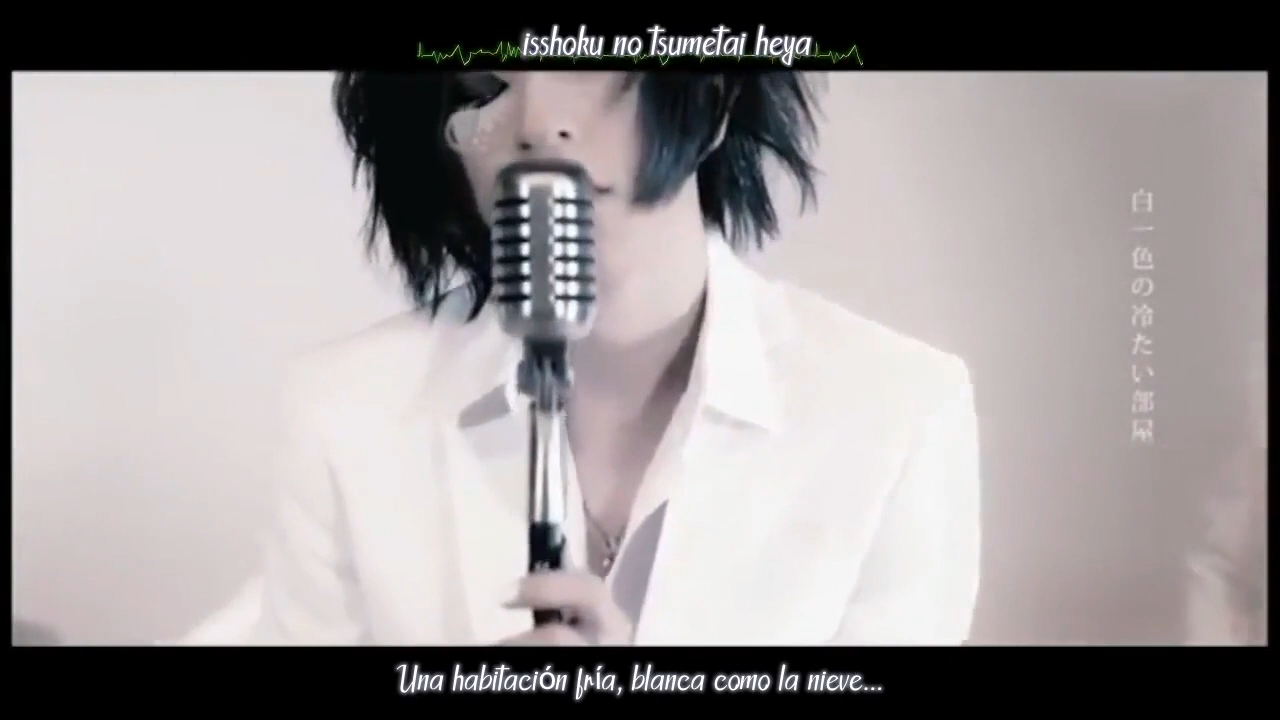 isshoku no tsumetai heya
白一色の冷たい部屋
Una habitación fría, blanca como la nieve...